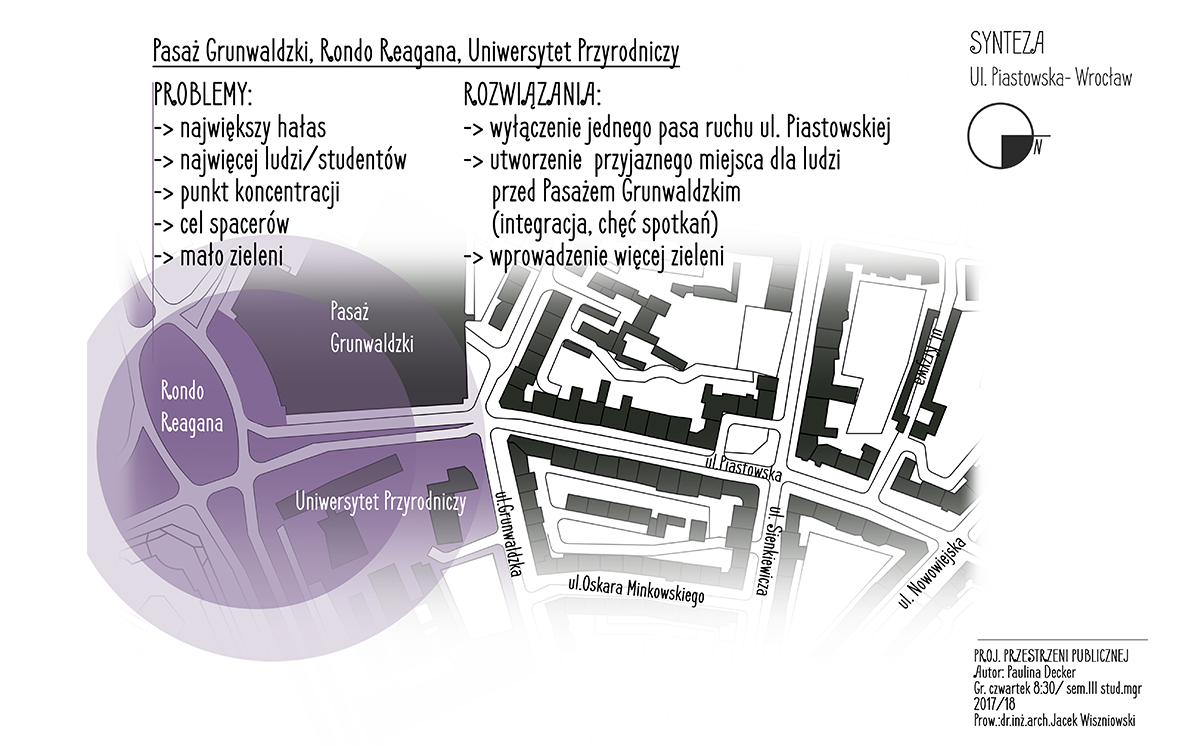 Pasaż Grunwaldzki, Rondo Reagana, Uniwersytet Przyrodniczy
PROBLEMY:
-> największy hałas
-> najwięcej ludzi/studentów
-> punkt koncentracji
-> cel spacerów
-> mało zieleni
ROZWIĄZANIA:
-> wyłączenie jednego pasa ruchu ul. Piastowskiej
-> utworzenie przyjaznego miejsca dla ludzi
przed Pasażem Grunwaldzkim
(integracja, chęć spotkań)
-> wprowadzenie więcej zieleni
SYNTEZA
Ul. Piastowska- Wrocław
N
Pasaż
Grunwaldzki
Rondo
Reagana
Uniwersytet Przyrodniczy
ul.Grunwaldzka
ul.Piastowska
ul. Krzywa
ul. Sienkiewicza
ul.Oskara Minkowskiego
ul. Nowowiejska
PROJ. PRZESTRZENI PUBLICZNEJ
Autor: Paulina Decker
Gr. czwartek 8:30/ sem.III stud.mgr
2017/18
Prow.:dr.inż.arch.Jacek Wiszniowski